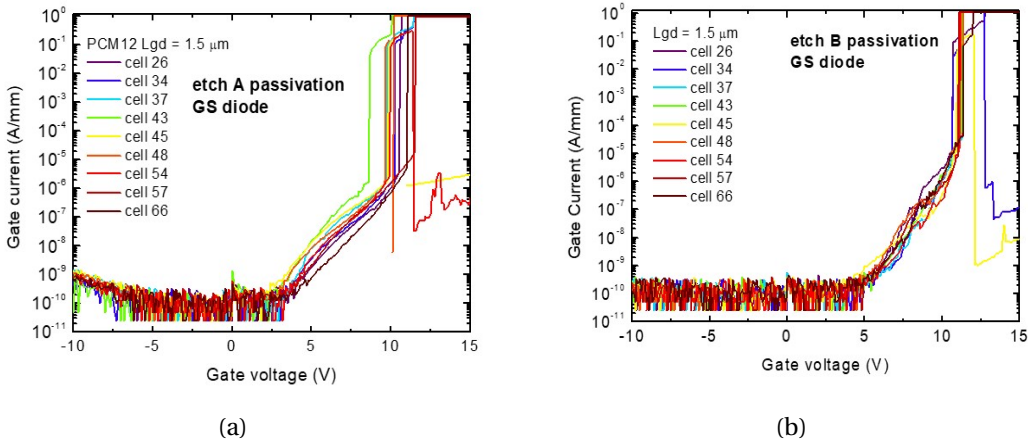 PCM12 Lgd = 1.5 μm
cell 26
cell 34
cell 37
cell 43
cell 45
cell 48
cell 54
cell 57
cell 66
etch A passivation
GS diode
Gate current (A/mm)
10^0
10^-1
10^-2
10^-3
10^-4
10^-5
10^-6
10^-7
10^-8
10^-9
10^-10
10^-11
-10 -5 0 5 10 15
Gate voltage (V)
(a)
Lgd = 1.5 μm
cell 26
cell 34
cell 37
cell 43
cell 45
cell 48
cell 54
cell 57
cell 66
etch B passivation
GS diode
Gate Current (A/mm)
10^0
10^-1
10^-2
10^-3
10^-4
10^-5
10^-6
10^-7
10^-8
10^-9
10^-10
10^-11
-10 -5 0 5 10 15
Gate voltage (V)
(b)